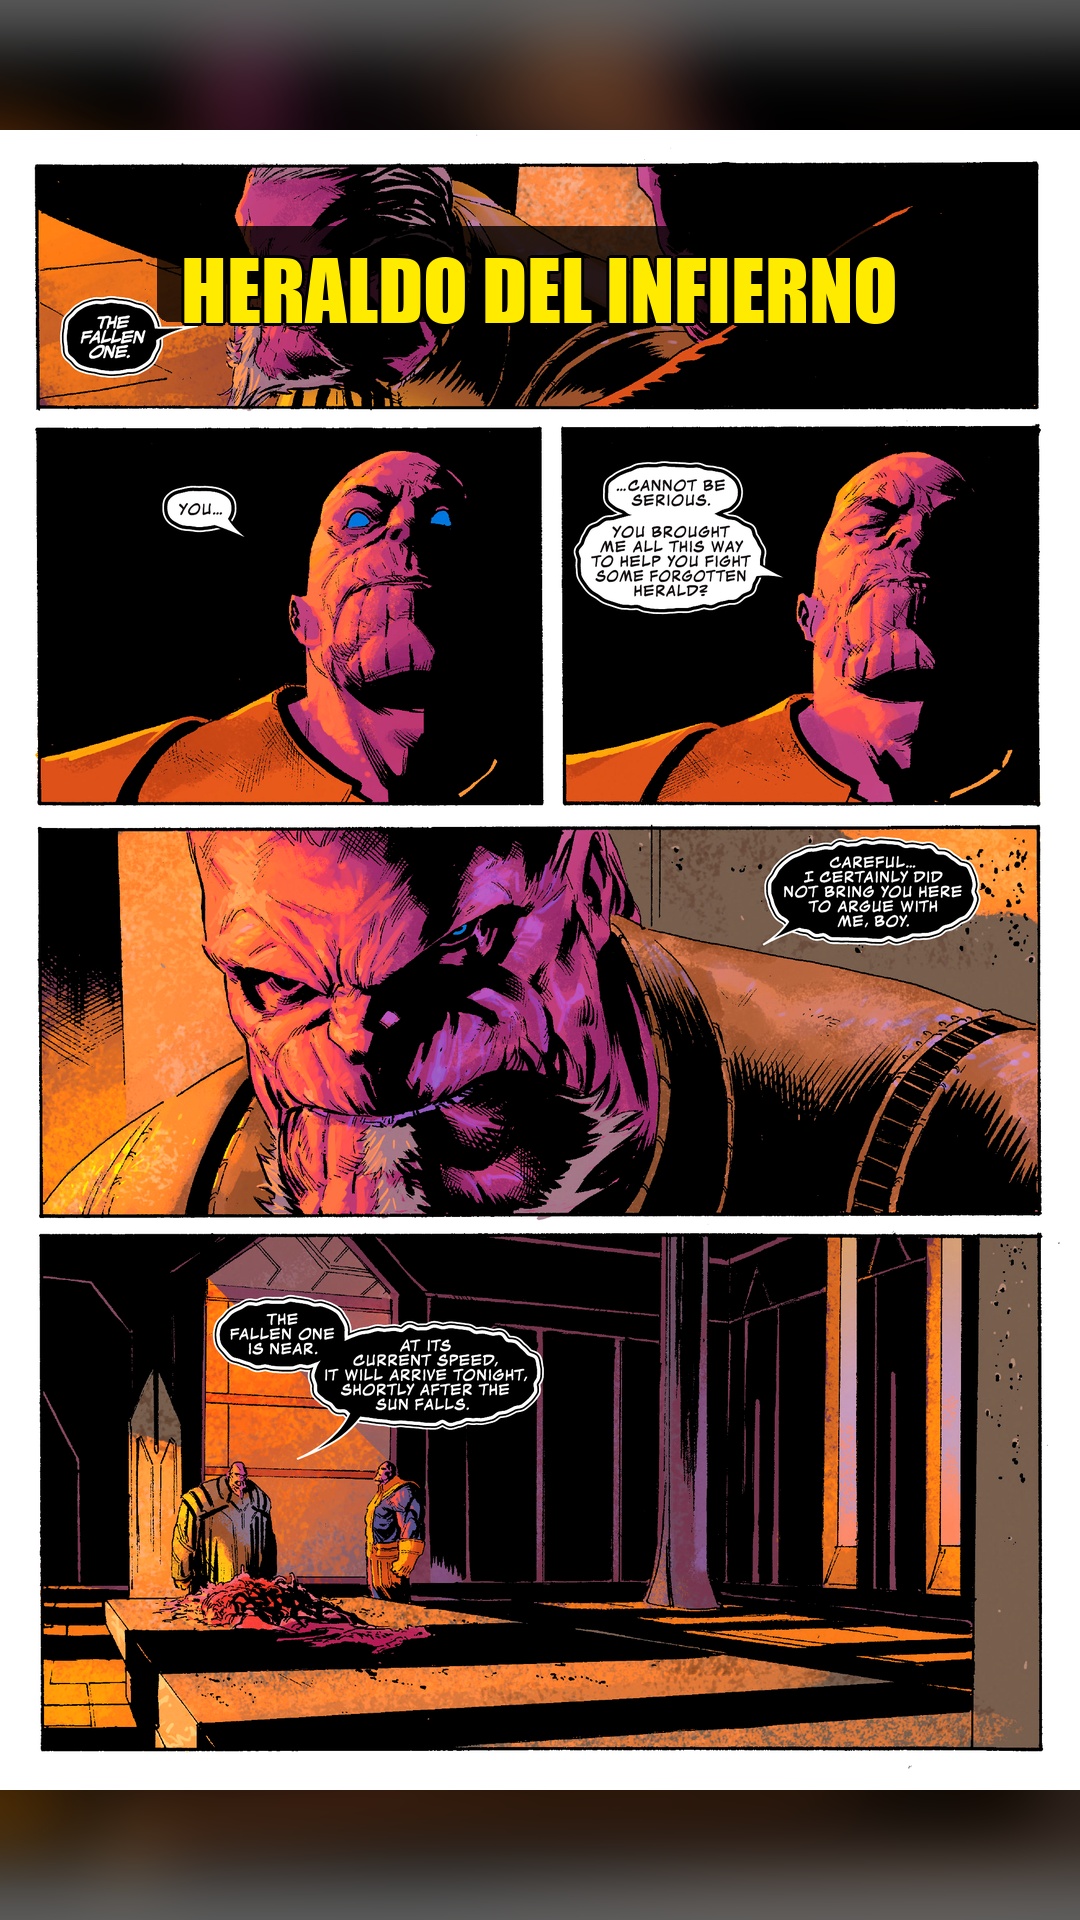 HERALDO DEL INFIERNO
THE
FALLEN
ONE.
YOU...
...CANNOT BE
SERIOUS.
YOU BROUGHT
ME ALL THIS WAY
TO HELP YOU FIGHT
SOME FORGOTTEN
HERALD?
CAREFUL...
I CERTAINLY DID
NOT BRING YOU HERE
TO ARGUE WITH
ME, BOY.
THE
FALLEN ONE
IS NEAR.
AT ITS
CURRENT SPEED,
IT WILL ARRIVE TONIGHT,
SHORTLY AFTER THE
SUN FALLS.